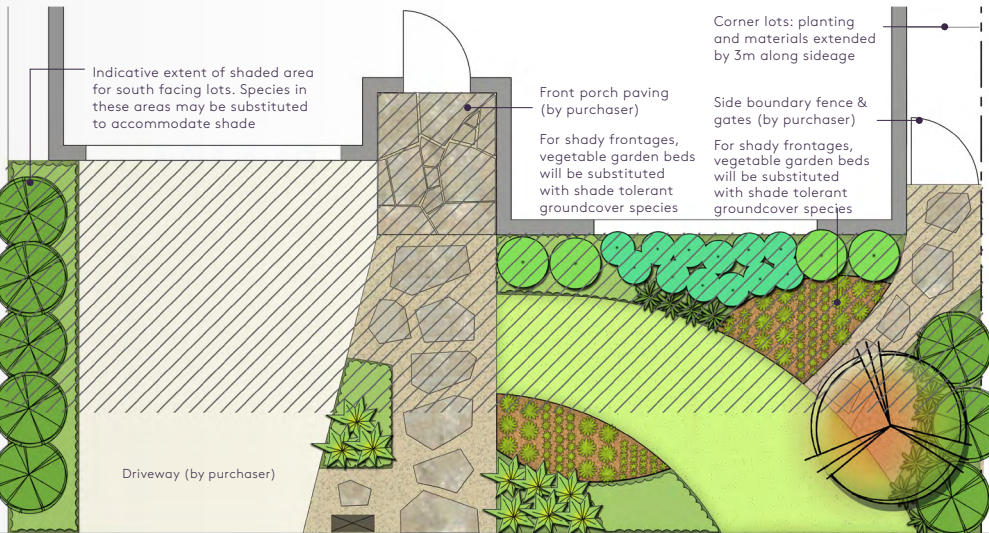 Indicative extent of shaded area
for south facing lots. Species in
these areas may be substituted
to accommodate shade
Front porch paving
(by purchaser)
For shady frontages,
vegetable garden beds
will be substituted
with shade tolerant
groundcover species
Corner lots: planting
and materials extended
by 3m along sideage
Side boundary fence &
gates (by purchaser)
For shady frontages,
vegetable garden beds
will be substituted
with shade tolerant
groundcover species
Driveway (by purchaser)